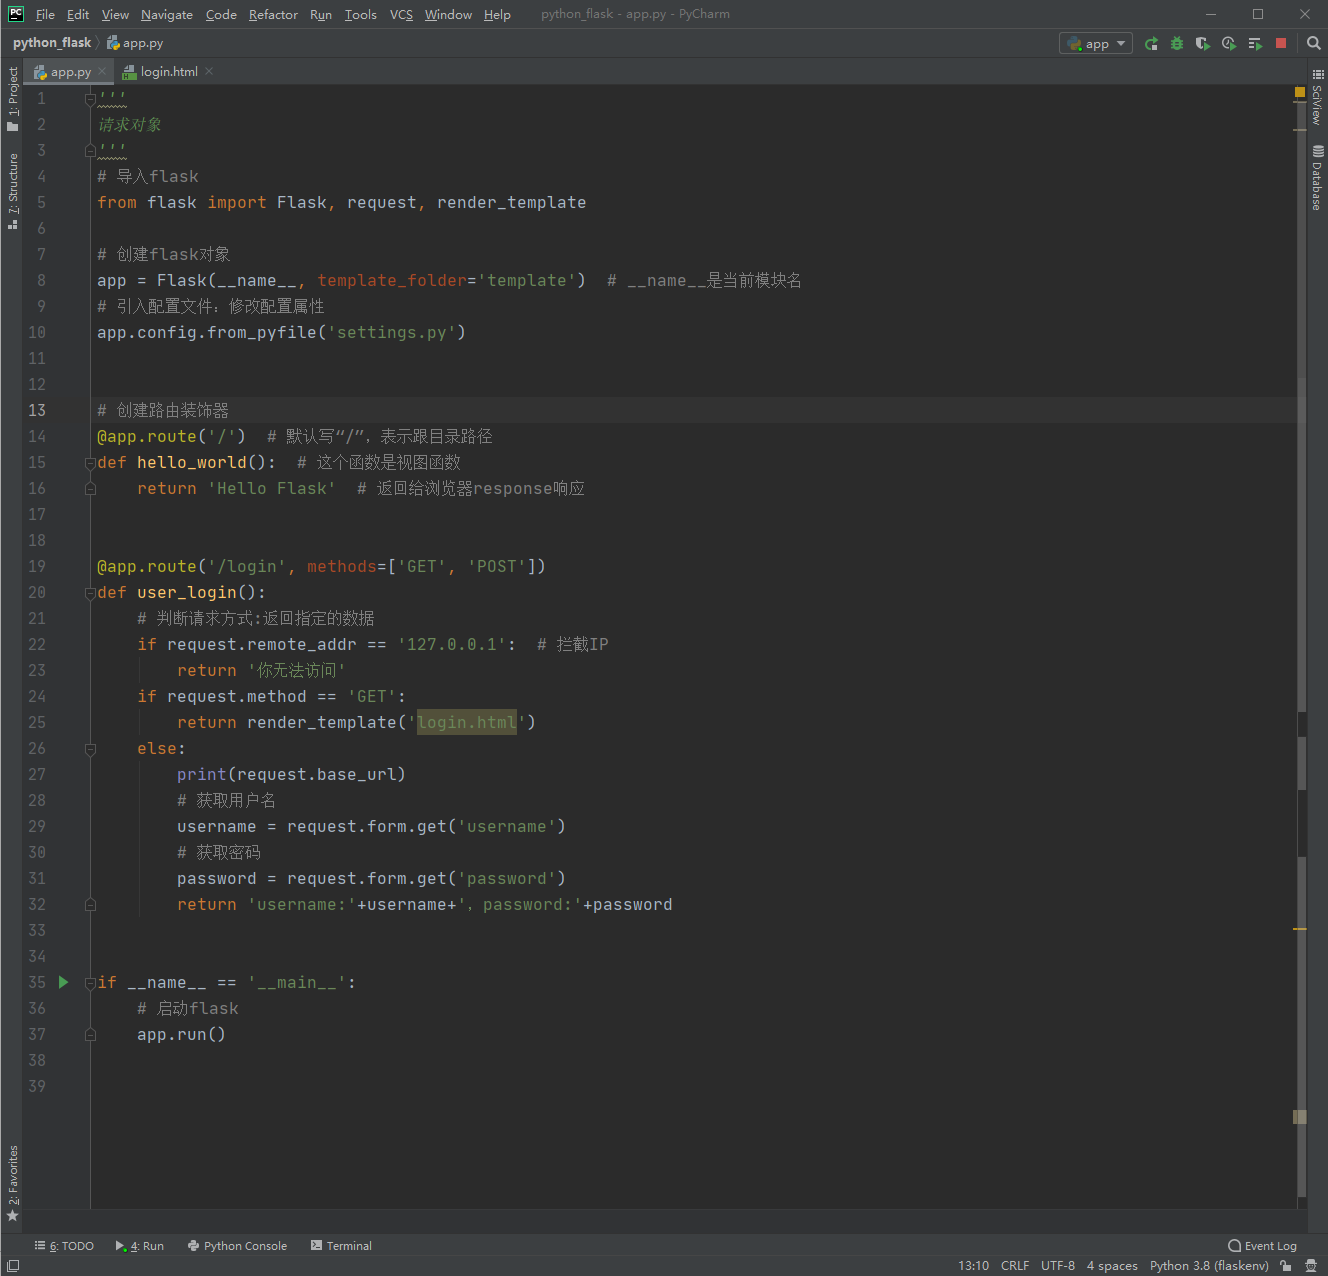 File Edit View Navigate Code Refactor Run Tools VCS Window Help python_flask - app.py - PyCharm
python_flask app.py app
app.py login.html
1 '''
2 请求对象
3 '''
4 # 导入flask
5 from flask import Flask, request, render_template
6
7 # 创建flask对象
8 app = Flask(__name__, template_folder='template')  # __name__是当前模块名
9 # 引入配置文件：修改配置属性
10 app.config.from_pyfile('settings.py')
11
12
13 # 创建路由装饰器
14 @app.route('/')  # 默认写“/”，表示跟目录路径
15 def hello_world():  # 这个函数是视图函数
16     return 'Hello Flask'  # 返回给浏览器response响应
17
18
19 @app.route('/login', methods=['GET', 'POST'])
20 def user_login():
21     # 判断请求方式:返回指定的数据
22     if request.remote_addr == '127.0.0.1':  # 拦截IP
23         return '你无法访问'
24     if request.method == 'GET':
25         return render_template('login.html')
26     else:
27         print(request.base_url)
28         # 获取用户名
29         username = request.form.get('username')
30         # 获取密码
31         password = request.form.get('password')
32         return 'username:'+username+'，password:'+password
33
34
35 if __name__ == '__main__':
36     # 启动flask
37     app.run()
38
39
1: Project
7: Structure
2: Favorites
SciView
Database
6: TODO 4: Run Python Console Terminal Event Log
13:10 CRLF UTF-8 4 spaces Python 3.8 (flaskenv)